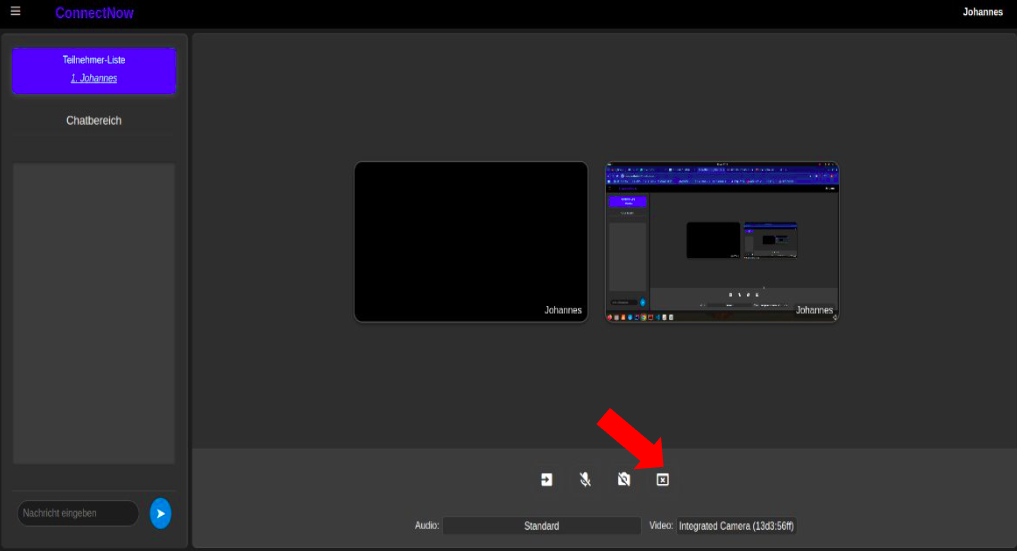 ConnectNow
Johannes
Teilnehmer-Liste
1. Johannes
Chatbereich
Johannes
Johannes
Nachricht eingeben
Audio:
Standard
Video:
Integrated Camera (13d3:56ff)